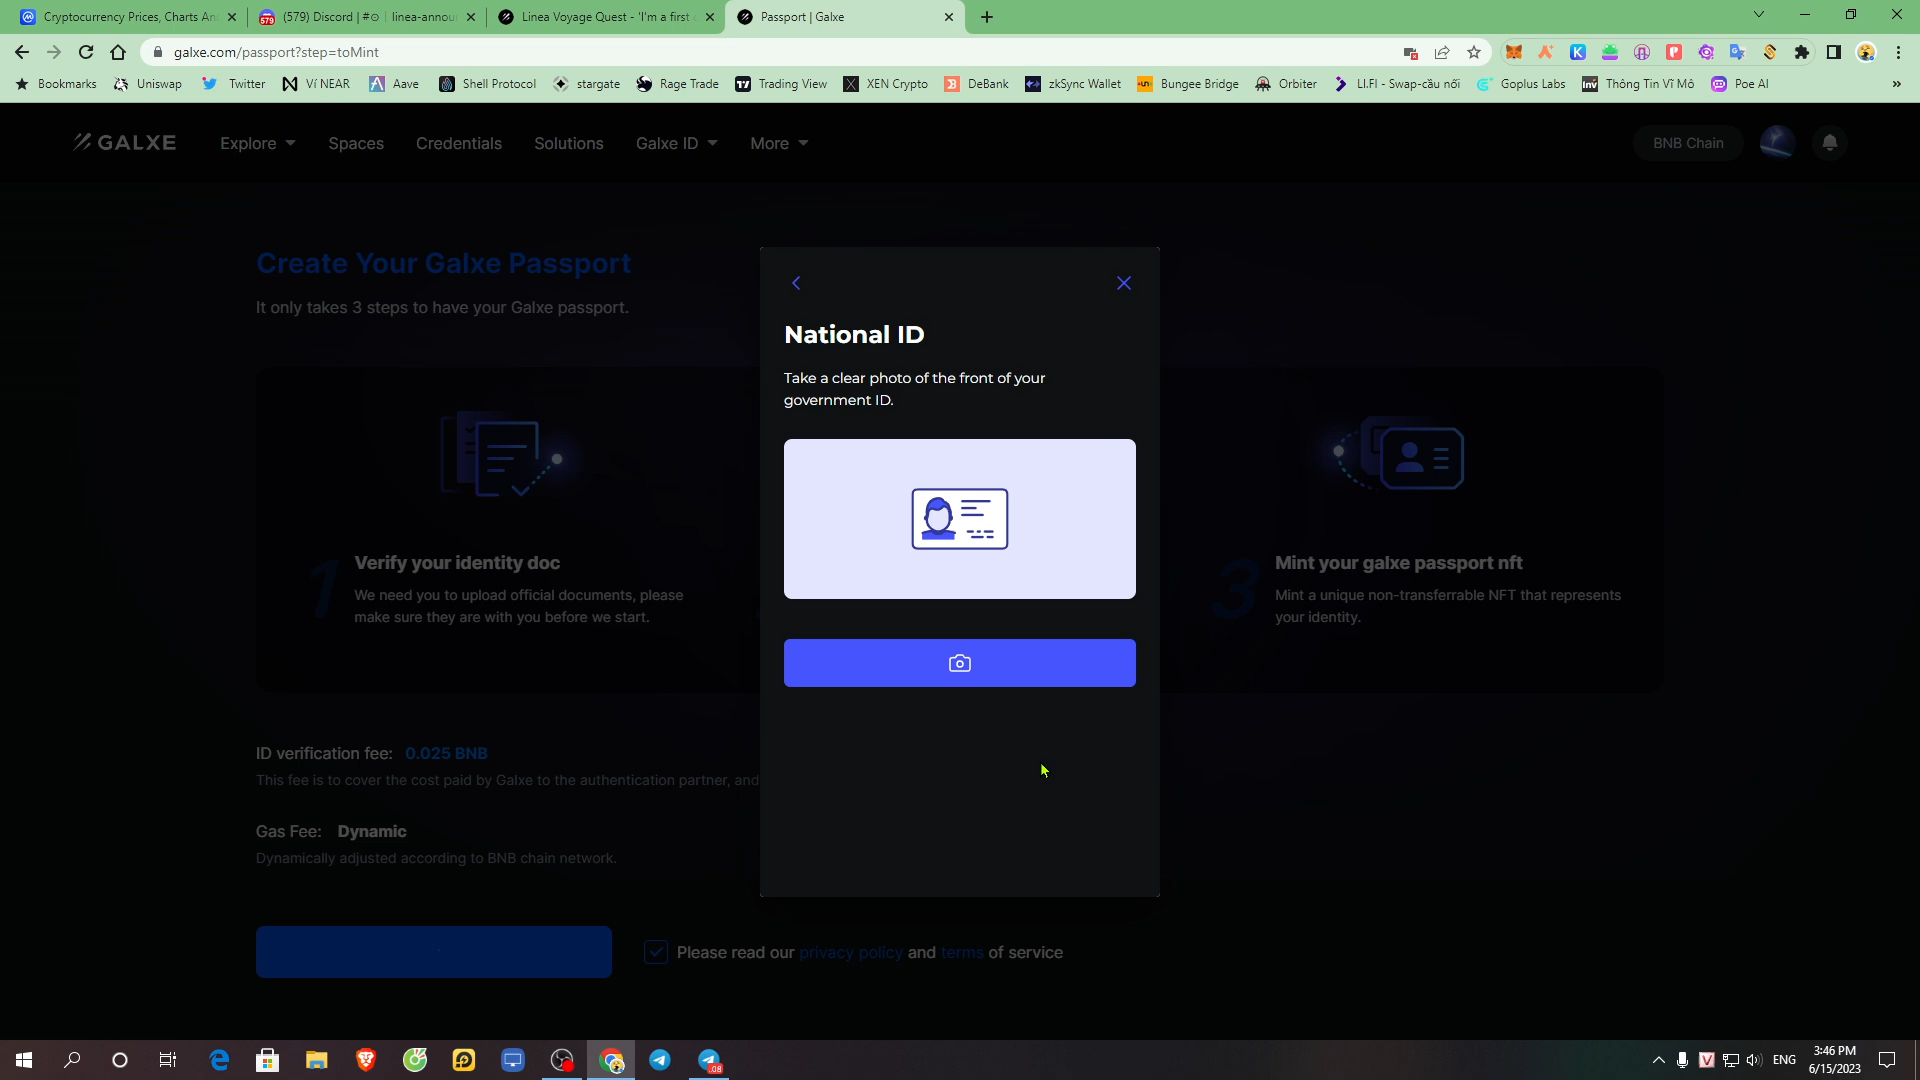 Cryptocurrency Prices, Charts An
(579) Discord | #⊙ | linea-annou
Linea Voyage Quest - 'I'm a first
Passport | Galxe
galxe.com/passport?step=toMint
Bookmarks
Uniswap
Twitter
Ví NEAR
Aave
Shell Protocol
stargate
Rage Trade
Trading View
XEN Crypto
DeBank
zkSync Wallet
Bungee Bridge
Orbiter
LI.FI - Swap-cầu nối
Goplus Labs
Thông Tin Vĩ Mô
Poe AI
GALXE
Explore
Spaces
Credentials
Solutions
Galxe ID
More
BNB Chain
Create Your Galxe Passport
It only takes 3 steps to have your Galxe passport.
1
Verify your identity doc
We need you to upload official documents, please
make sure they are with you before we start.
National ID
Take a clear photo of the front of your
government ID.
3
Mint your galxe passport nft
Mint a unique non-transferrable NFT that represents
your identity.
ID verification fee: 0.025 BNB
This fee is to cover the cost paid by Galxe to the authentication partner, and
Gas Fee: Dynamic
Dynamically adjusted according to BNB chain network.
Please read our privacy policy and terms of service
ENG
3:46 PM
6/15/2023